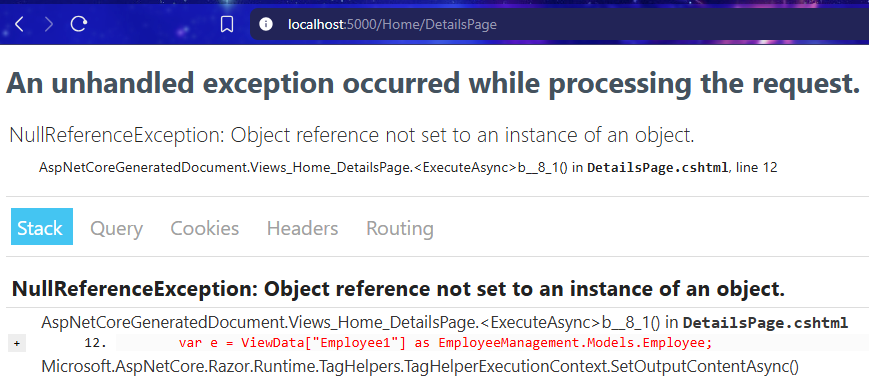 localhost:5000/Home/DetailsPage
An unhandled exception occurred while processing the request.
NullReferenceException: Object reference not set to an instance of an object.
AspNetCoreGeneratedDocument.Views_Home_DetailsPage.<ExecuteAsync>b__8_1() in DetailsPage.cshtml, line 12
Stack Query Cookies Headers Routing
NullReferenceException: Object reference not set to an instance of an object.
AspNetCoreGeneratedDocument.Views_Home_DetailsPage.<ExecuteAsync>b__8_1() in DetailsPage.cshtml
+ 12. var e = ViewData["Employee1"] as EmployeeManagement.Models.Employee;
Microsoft.AspNetCore.Razor.Runtime.TagHelpers.TagHelperExecutionContext.SetOutputContentAsync()